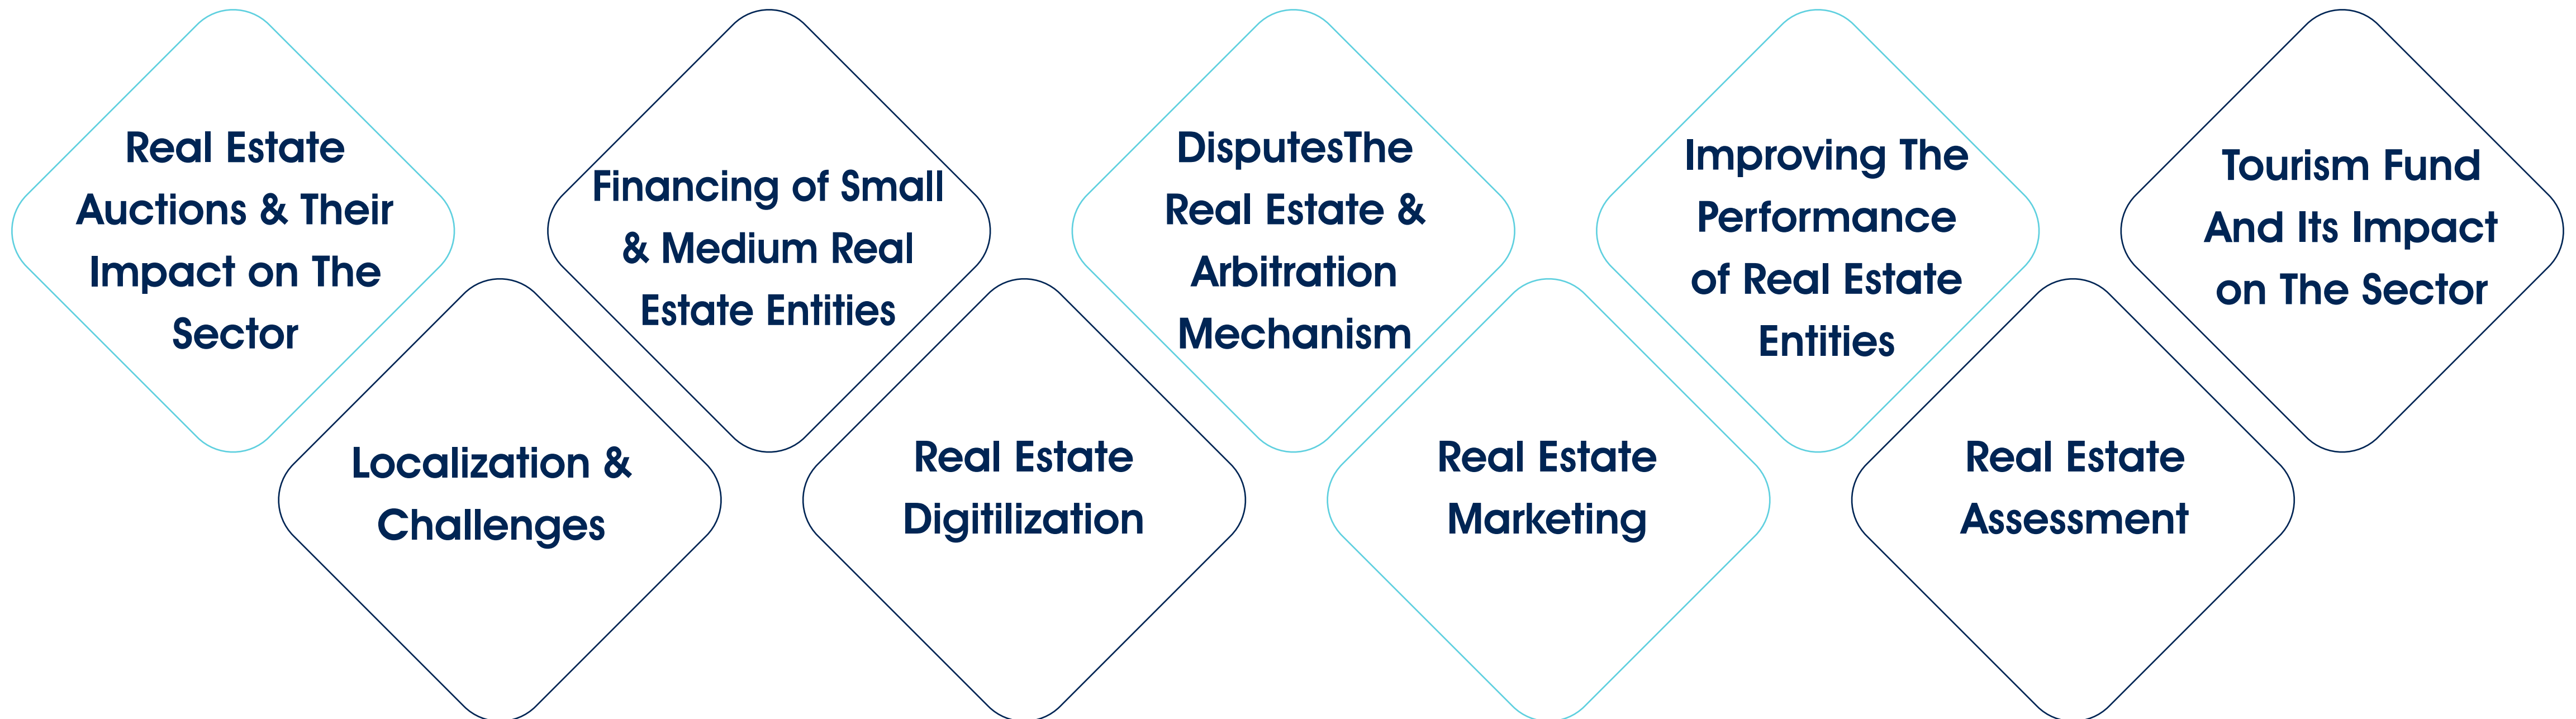 Real Estate
Auctions & Their
Impact on The
Sector
Localization &
Challenges
Financing of Small
& Medium Real
Estate Entities
Real Estate
Digitilization
DisputesThe
Real Estate &
Arbitration
Mechanism
Real Estate
Marketing
Improving The
Performance
of Real Estate
Entities
Real Estate
Assessment
Tourism Fund
And Its Impact
on The Sector